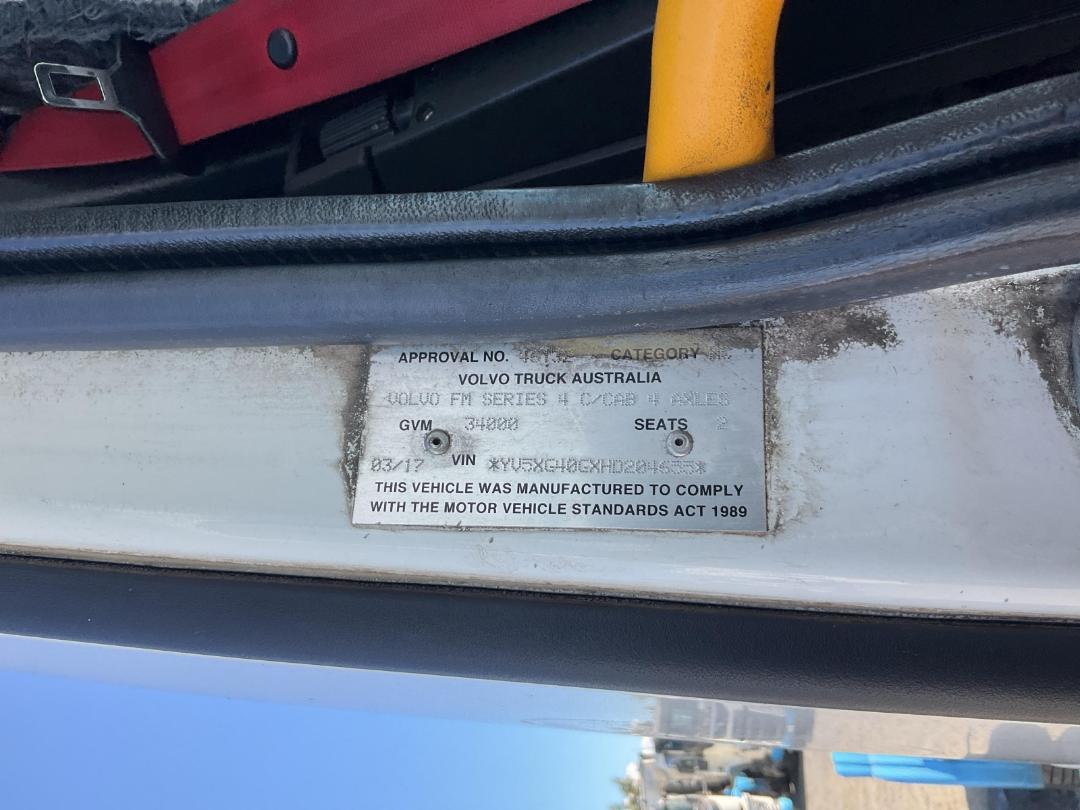 APPROVAL NO. CATEGORY
VOLVO TRUCK AUSTRALIA
VOLVO FM SERIES 4 C/CAB 4 AXLES
GVM 34000 SEATS 2
03/17 VIN *YV5XG40GXHD204655*
THIS VEHICLE WAS MANUFACTURED TO COMPLY
WITH THE MOTOR VEHICLE STANDARDS ACT 1989